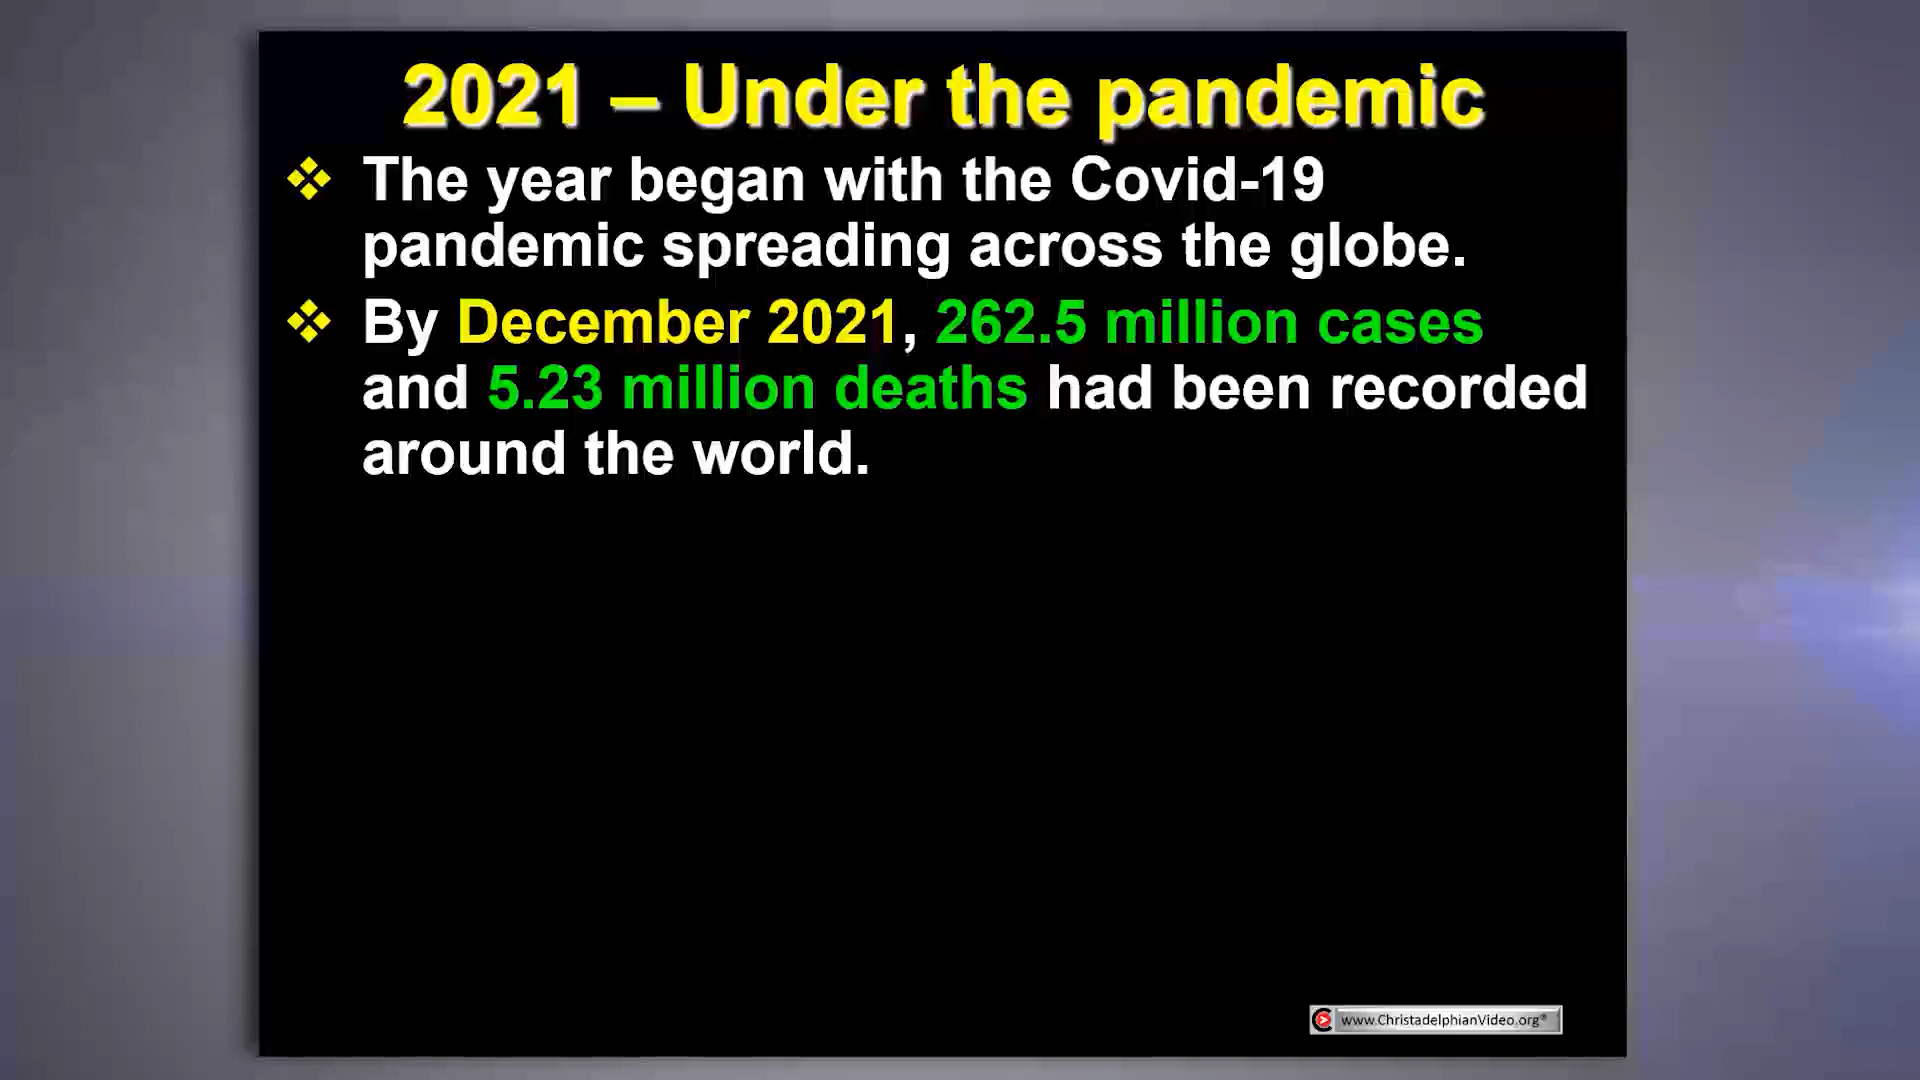 2021 – Under the pandemic
❖ The year began with the Covid-19
pandemic spreading across the globe.
❖ By December 2021, 262.5 million cases
and 5.23 million deaths had been recorded
around the world.
www.ChristadelphianVideo.org®